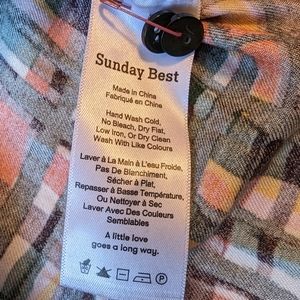 Sunday Best
Made in China
Fabriqué en Chine
Hand Wash Cold,
No Bleach, Dry Flat,
Low Iron, Or Dry Clean
Wash With Like Colours
Laver à La Main à L'eau Froide,
Pas De Blanchiment,
Sécher à Plat,
Repasser à Basse Température,
Ou Nettoyer à Sec
Laver Avec Des Couleurs
Semblables
A little love
goes a long way.
P